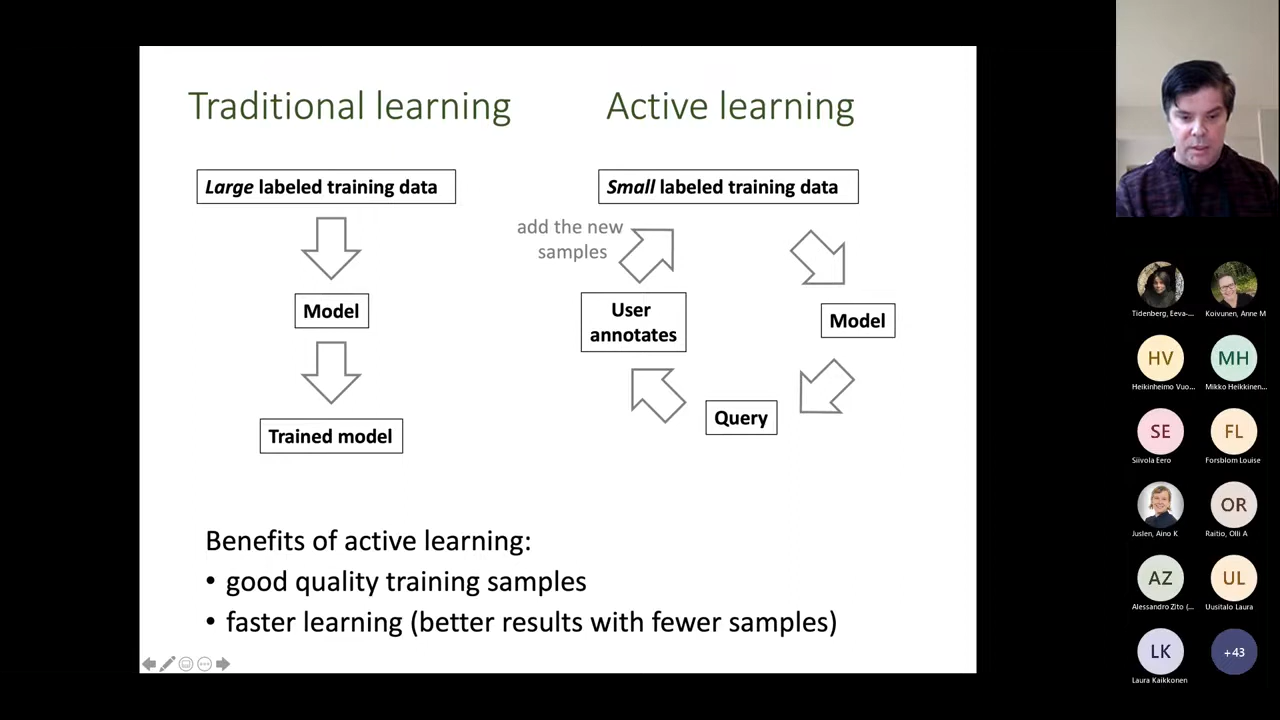 Traditional learning
Active learning
Large labeled training data
Small labeled training data
add the new
samples
Model
User
annotates
Model
Trained model
Query
Benefits of active learning:
• good quality training samples
• faster learning (better results with fewer samples)
Tidenberg, Eeva-...
Koivunen, Anne M
HV
MH
Heikinheimo Vuo...
Mikko Heikkinen...
SE
FL
Siivola Eero
Forsblom Louise
OR
Juslen, Aino K
Raitio, Olli A
AZ
UL
Alessandro Zito (...
Uusitalo Laura
LK
+43
Laura Kaikkonen